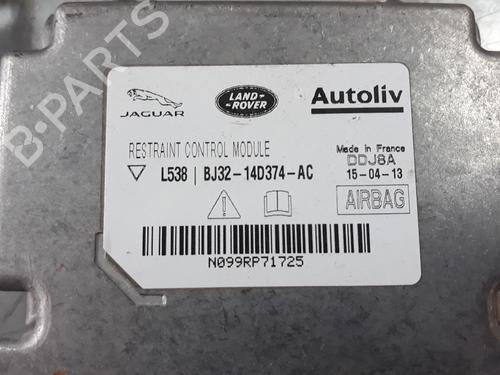 B-PARTS
JAGUAR
LAND-
ROVER
Autoliv
RESTRAINT CONTROL MODULE
L538 | BJ32-14D374-AC
Made in France
DDJ8A
15-04-13
AIRBAG
N099RP71725